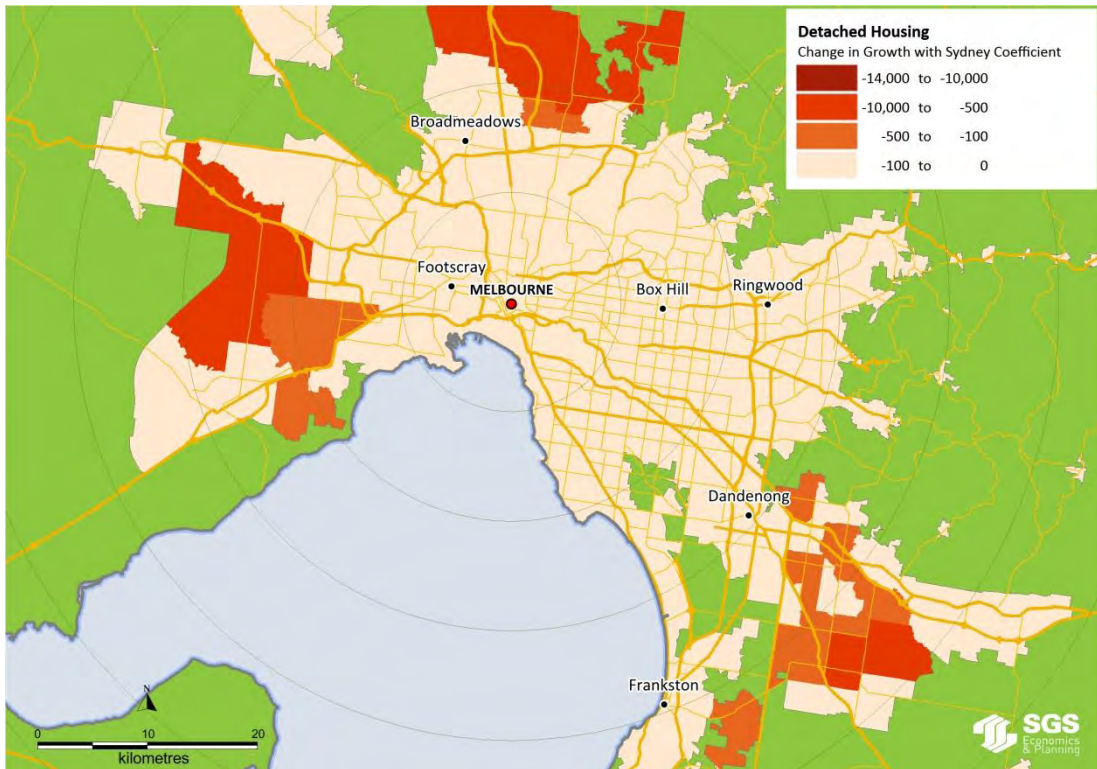 Detached Housing
Change in Growth with Sydney Coefficient
-14,000 to -10,000
-10,000 to -500
-500 to -100
-100 to 0
Broadmeadows
Footscray
MELBOURNE
Box Hill
Ringwood
Dandenong
Frankston
N
0 10 20
kilometres
SGS
Economics
& Planning